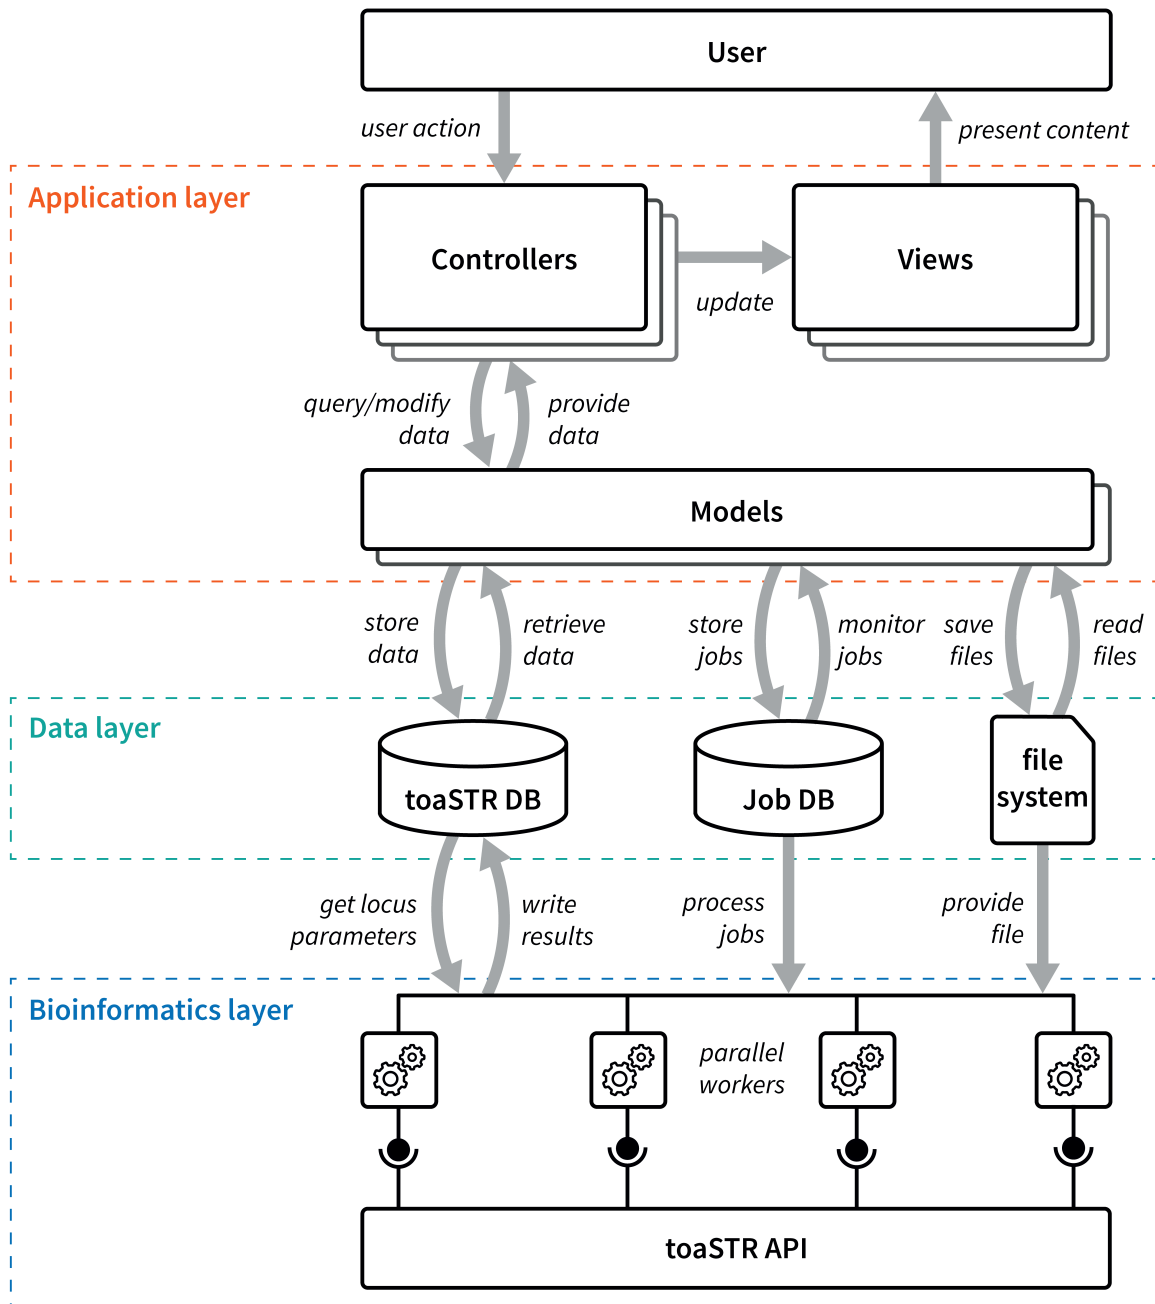 User
user action
present content
Application layer
Controllers
Views
update
query/modify
data
provide
data
Models
store
data
retrieve
data
store
jobs
monitor
jobs
save
files
read
files
Data layer
toaSTR DB
Job DB
file
system
get locus
parameters
write
results
process
jobs
provide
file
Bioinformatics layer
parallel
workers
toaSTR API